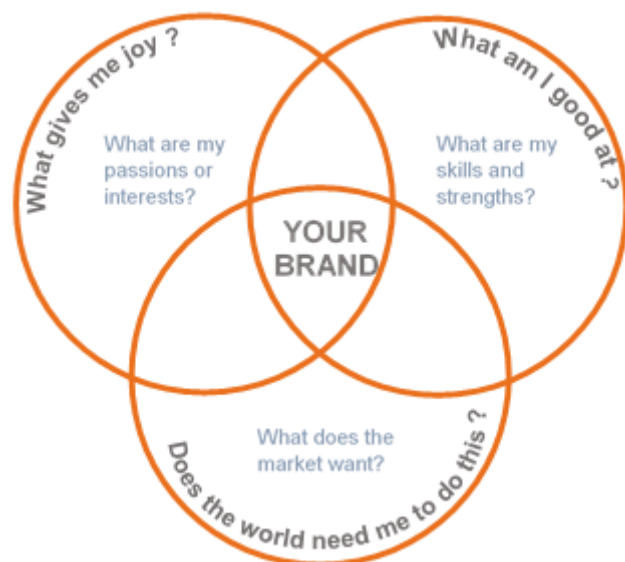 What gives me joy ?
What am I good at ?
What are my
passions or
interests?
What are my
skills and
strengths?
YOUR
BRAND
What does the
market want?
Does the world need me to do this ?